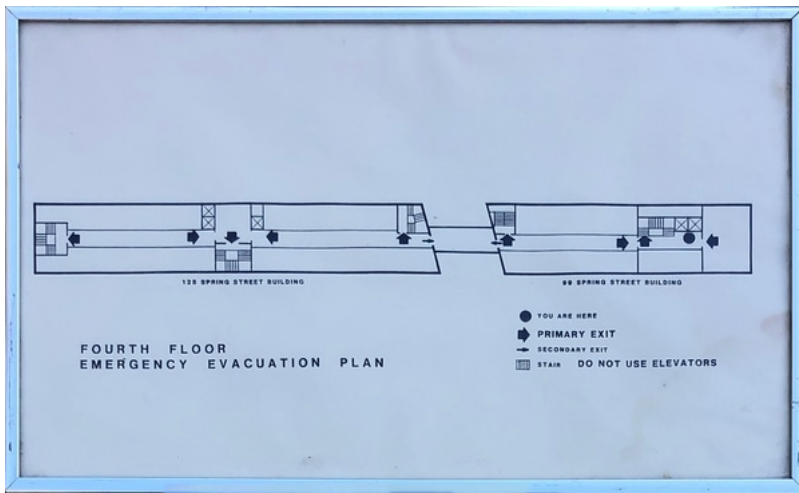 125 SPRING STREET BUILDING
99 SPRING STREET BUILDING
YOU ARE HERE
PRIMARY EXIT
SECONDARY EXIT
STAIR DO NOT USE ELEVATORS
FOURTH FLOOR
EMERGENCY EVACUATION PLAN